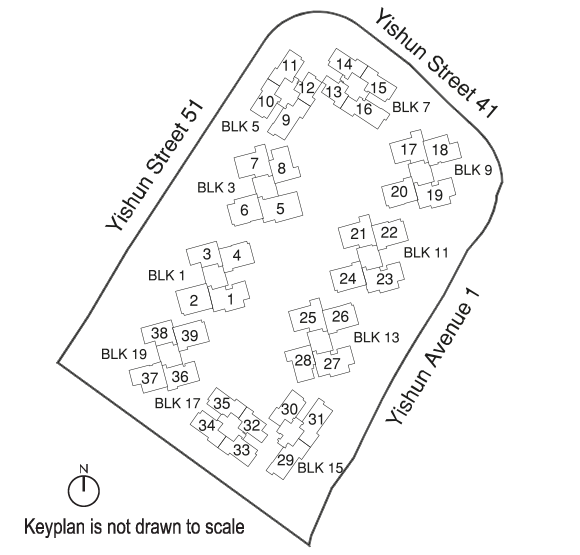 Yishun Street 41
Yishun Street 51
Yishun Avenue 1
11
12
10
9
BLK 5
14
13
15
16
BLK 7
17
18
BLK 9
20
19
7
8
BLK 3
6
5
21
22
BLK 11
24
23
3
4
BLK 1
2
1
25
26
BLK 13
28
27
38
39
BLK 19
37
36
BLK 17
35
34
32
33
30
31
29
BLK 15
N
Keyplan is not drawn to scale